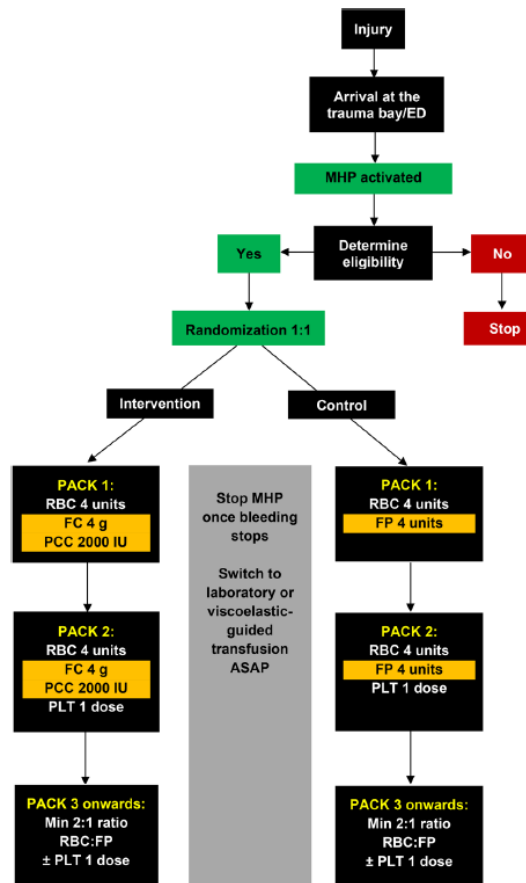 Injury
Arrival at the
trauma bay/ED
MHP activated
Determine
eligibility
Yes
No
Stop
Randomization 1:1
Intervention
Control
PACK 1:
RBC 4 units
FC 4 g
PCC 2000 IU
PACK 2:
RBC 4 units
FC 4 g
PCC 2000 IU
PLT 1 dose
PACK 3 onwards:
Min 2:1 ratio
RBC:FP
± PLT 1 dose
Stop MHP
once bleeding
stops
Switch to
laboratory or
viscoelastic-
guided
transfusion
ASAP
PACK 1:
RBC 4 units
FP 4 units
PACK 2:
RBC 4 units
FP 4 units
PLT 1 dose
PACK 3 onwards:
Min 2:1 ratio
RBC:FP
± PLT 1 dose